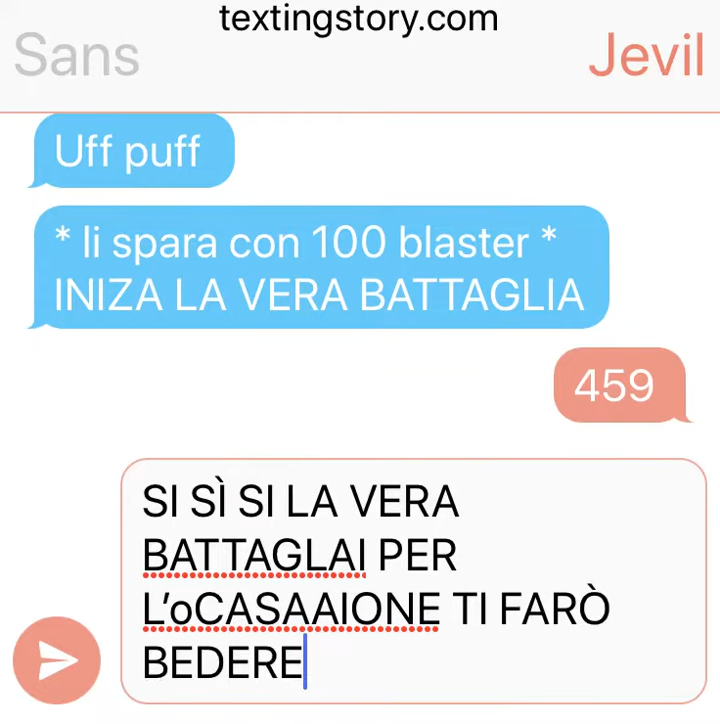 textingstory.com
Sans
Jevil
Uff puff
* li spara con 100 blaster *
INIZA LA VERA BATTAGLIA
459
SI SÌ SI LA VERA
BATTAGLAI PER
L'oCASAAIONE TI FARÒ
BEDERE